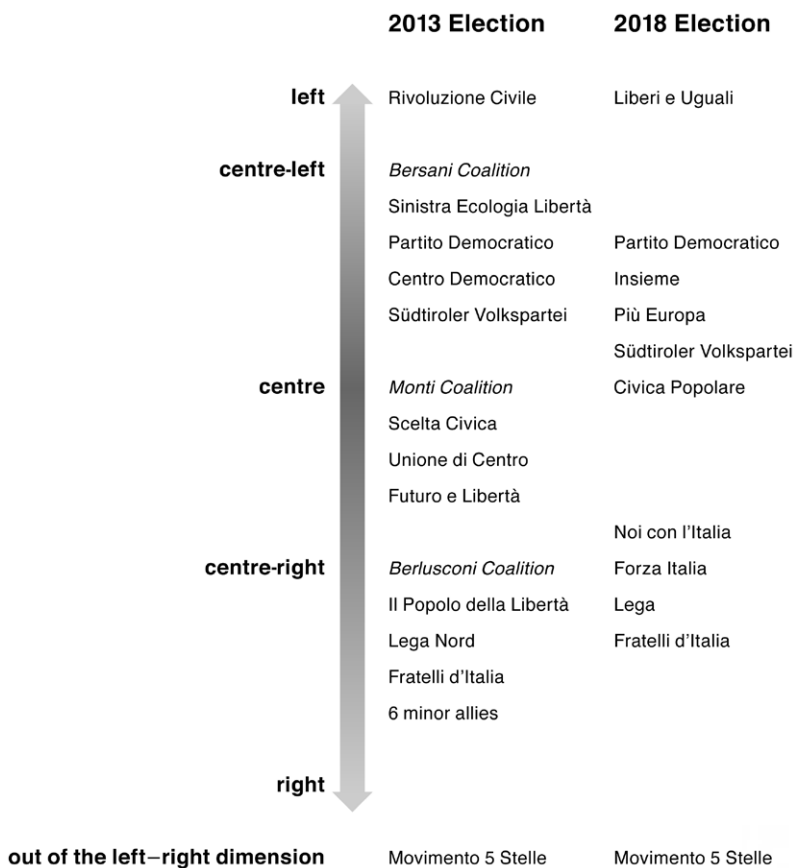 2013 Election 2018 Election
left Rivoluzione Civile Liberi e Uguali
centre-left Bersani Coalition
Sinistra Ecologia Libertà
Partito Democratico Partito Democratico
Centro Democratico Insieme
Südtiroler Volkspartei Più Europa
Südtiroler Volkspartei
centre Monti Coalition Civica Popolare
Scelta Civica
Unione di Centro
Futuro e Libertà
Noi con l’Italia
centre-right Berlusconi Coalition Forza Italia
Il Popolo della Libertà Lega
Lega Nord Fratelli d’Italia
Fratelli d’Italia
6 minor allies
right
out of the left–right dimension Movimento 5 Stelle Movimento 5 Stelle